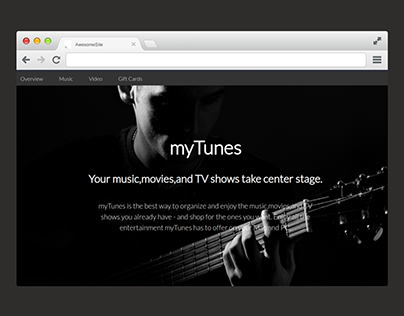 AwesomeSite
Overview Music Video Gift Cards
myTunes
Your music,movies,and TV shows take center stage.
myTunes is the best way to organize and enjoy the music,movies,and TV
shows you already have - and shop for the ones you want. Enjoy all the
entertainment myTunes has to offer on your Mac and PC.